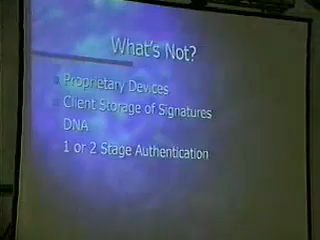 What's Not?
Proprietary Devices
Client Storage of Signatures
DNA
1 or 2 Stage Authentication